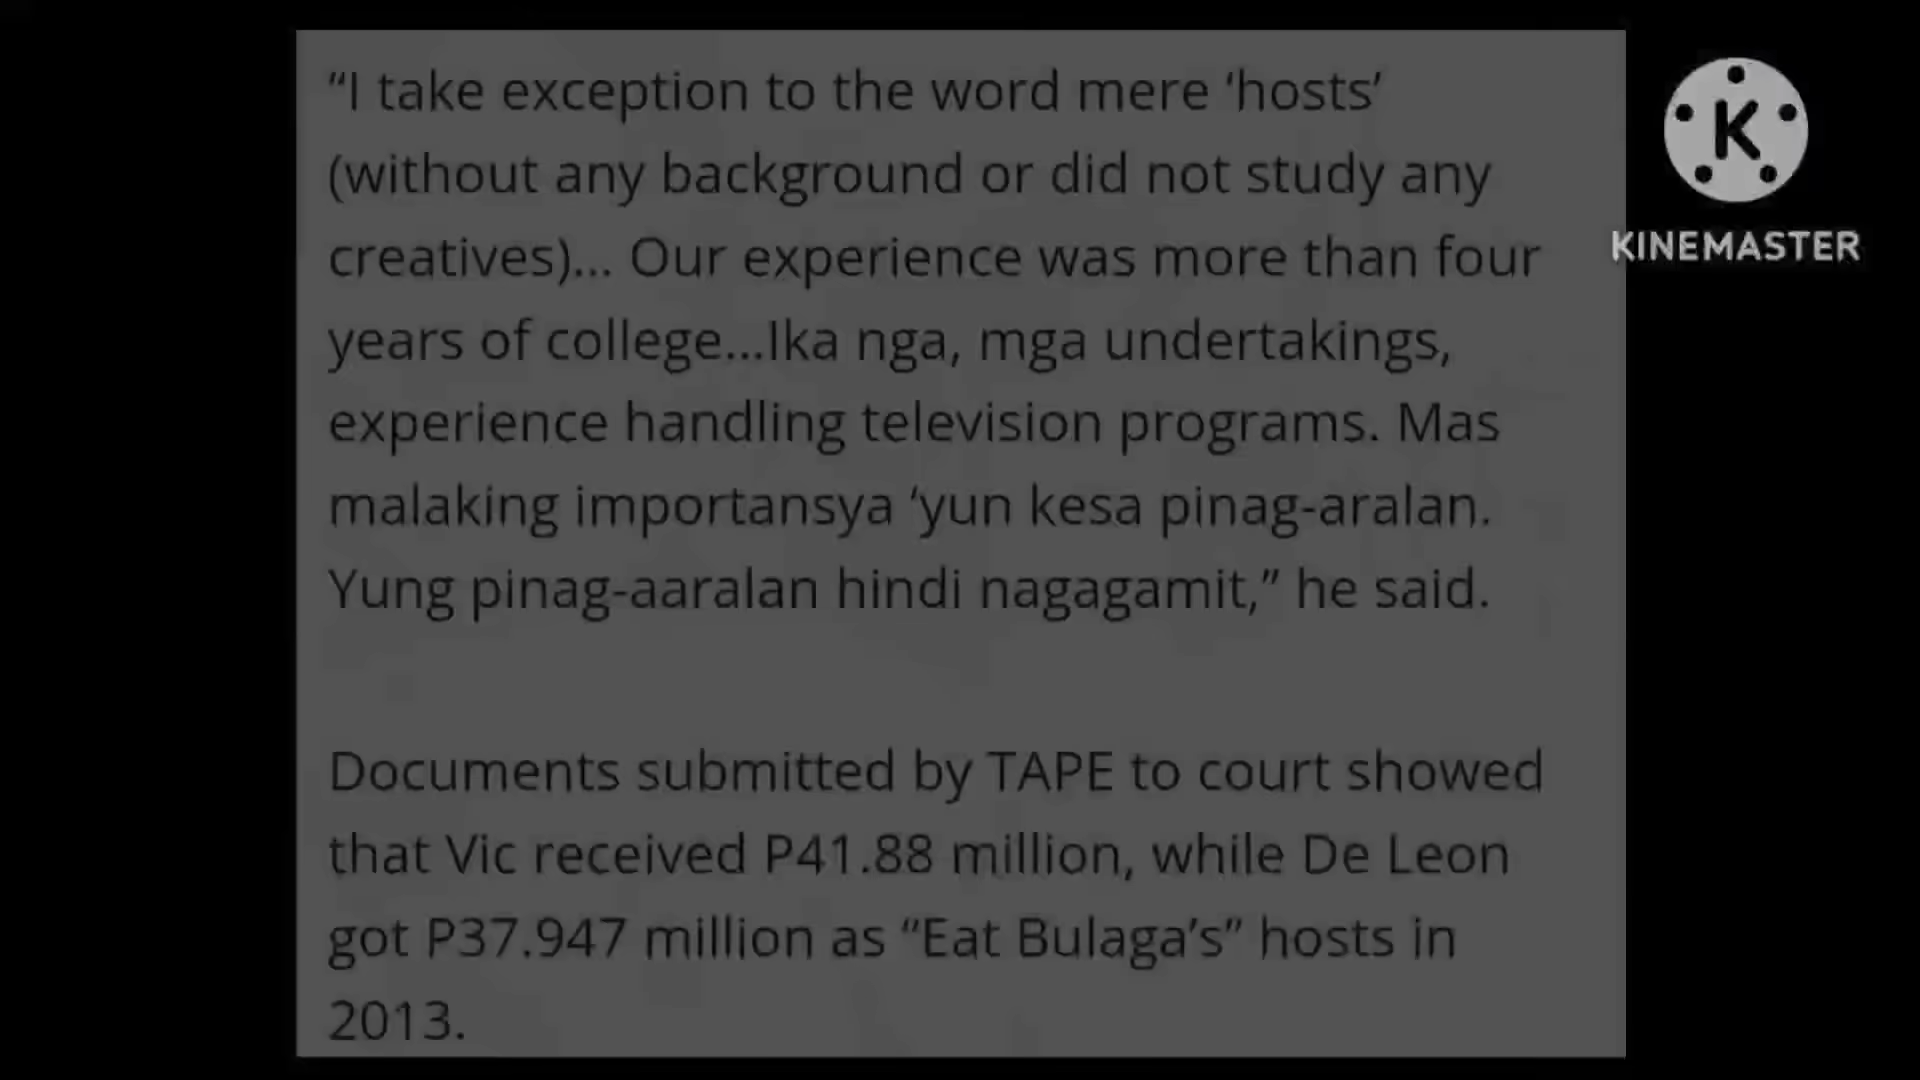 “I take exception to the word mere ‘hosts’
(without any background or did not study any
creatives)... Our experience was more than four
years of college...Ika nga, mga undertakings,
experience handling television programs. Mas
malaking importansya ‘yun kesa pinag-aralan.
Yung pinag-aaralan hindi nagagamit,” he said.
Documents submitted by TAPE to court showed
that Vic received P41.88 million, while De Leon
got P37.947 million as “Eat Bulaga’s” hosts in
2013.
K
KINEMASTER